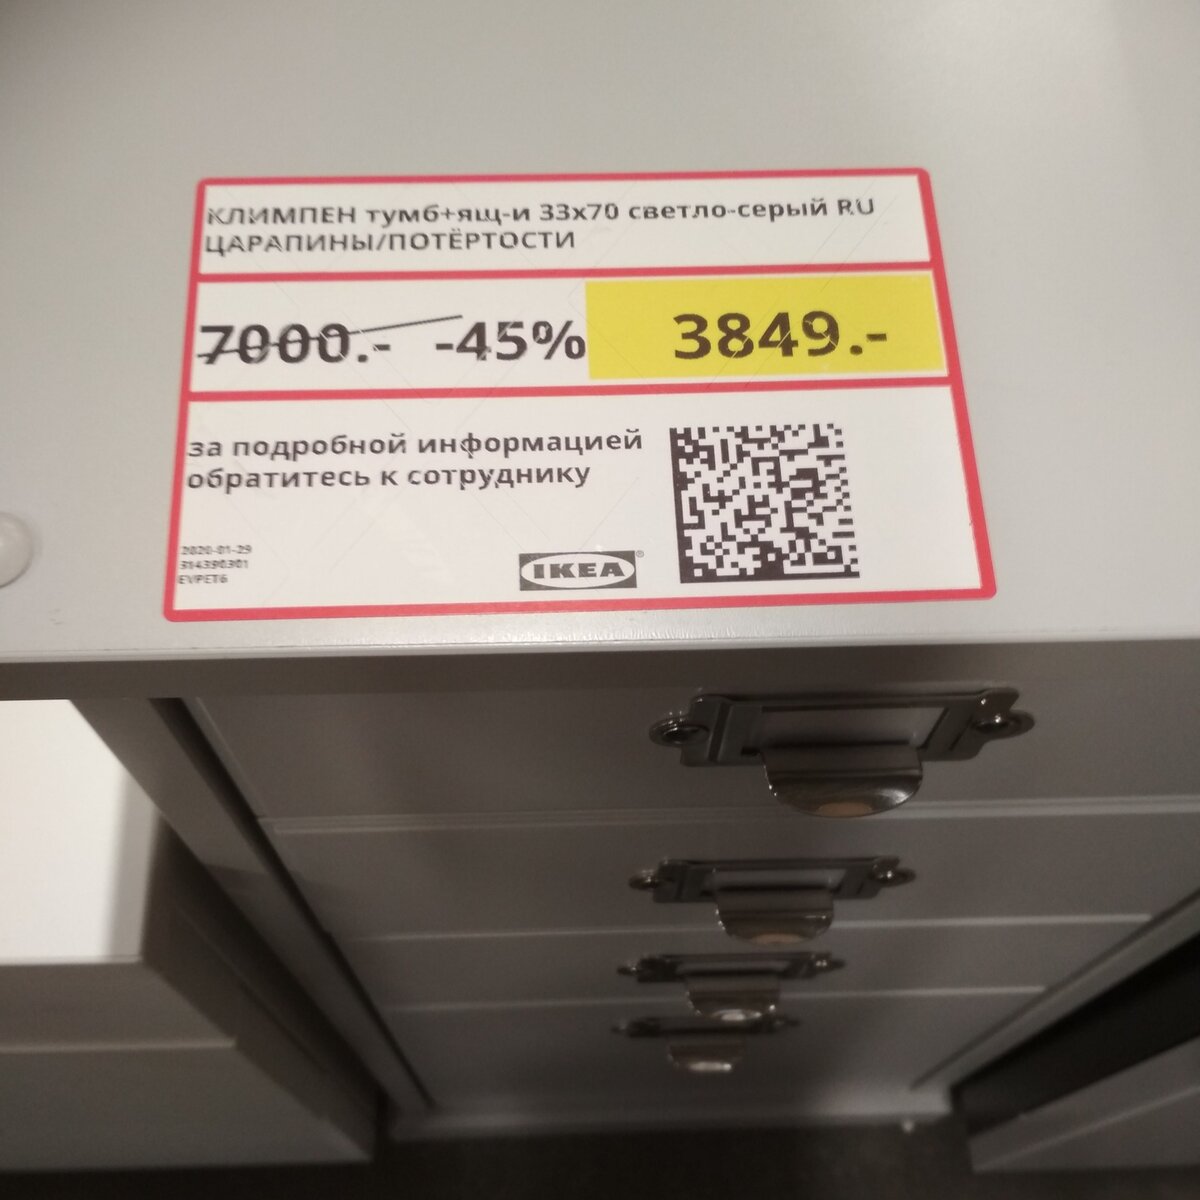 КЛИМПЕН тумб+ящ-и 33x70 светло-серый RU
ЦАРАПИНЫ/ПОТЁРТОСТИ
7000.- -45% 3849.-
за подробной информацией
обратитесь к сотруднику
2020-01-29
314390301
EVPET6
IKEA